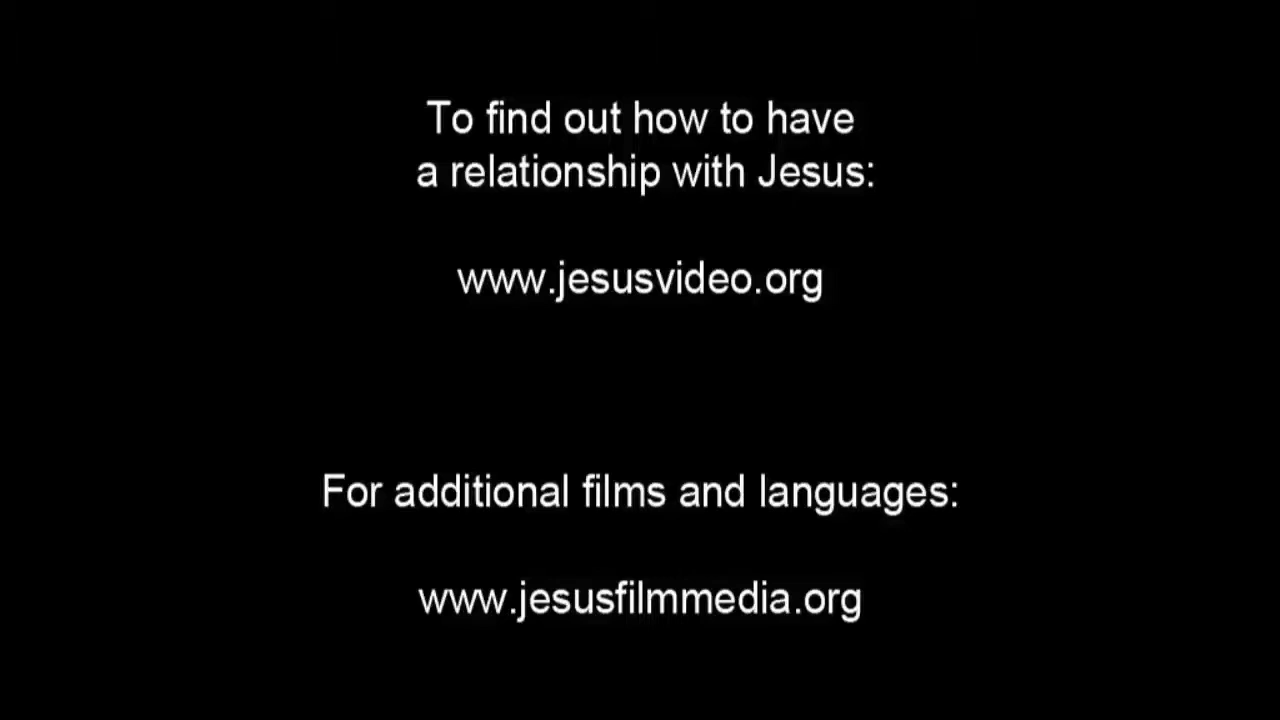 To find out how to have
a relationship with Jesus:
www.jesusvideo.org
For additional films and languages:
www.jesusfilmmedia.org